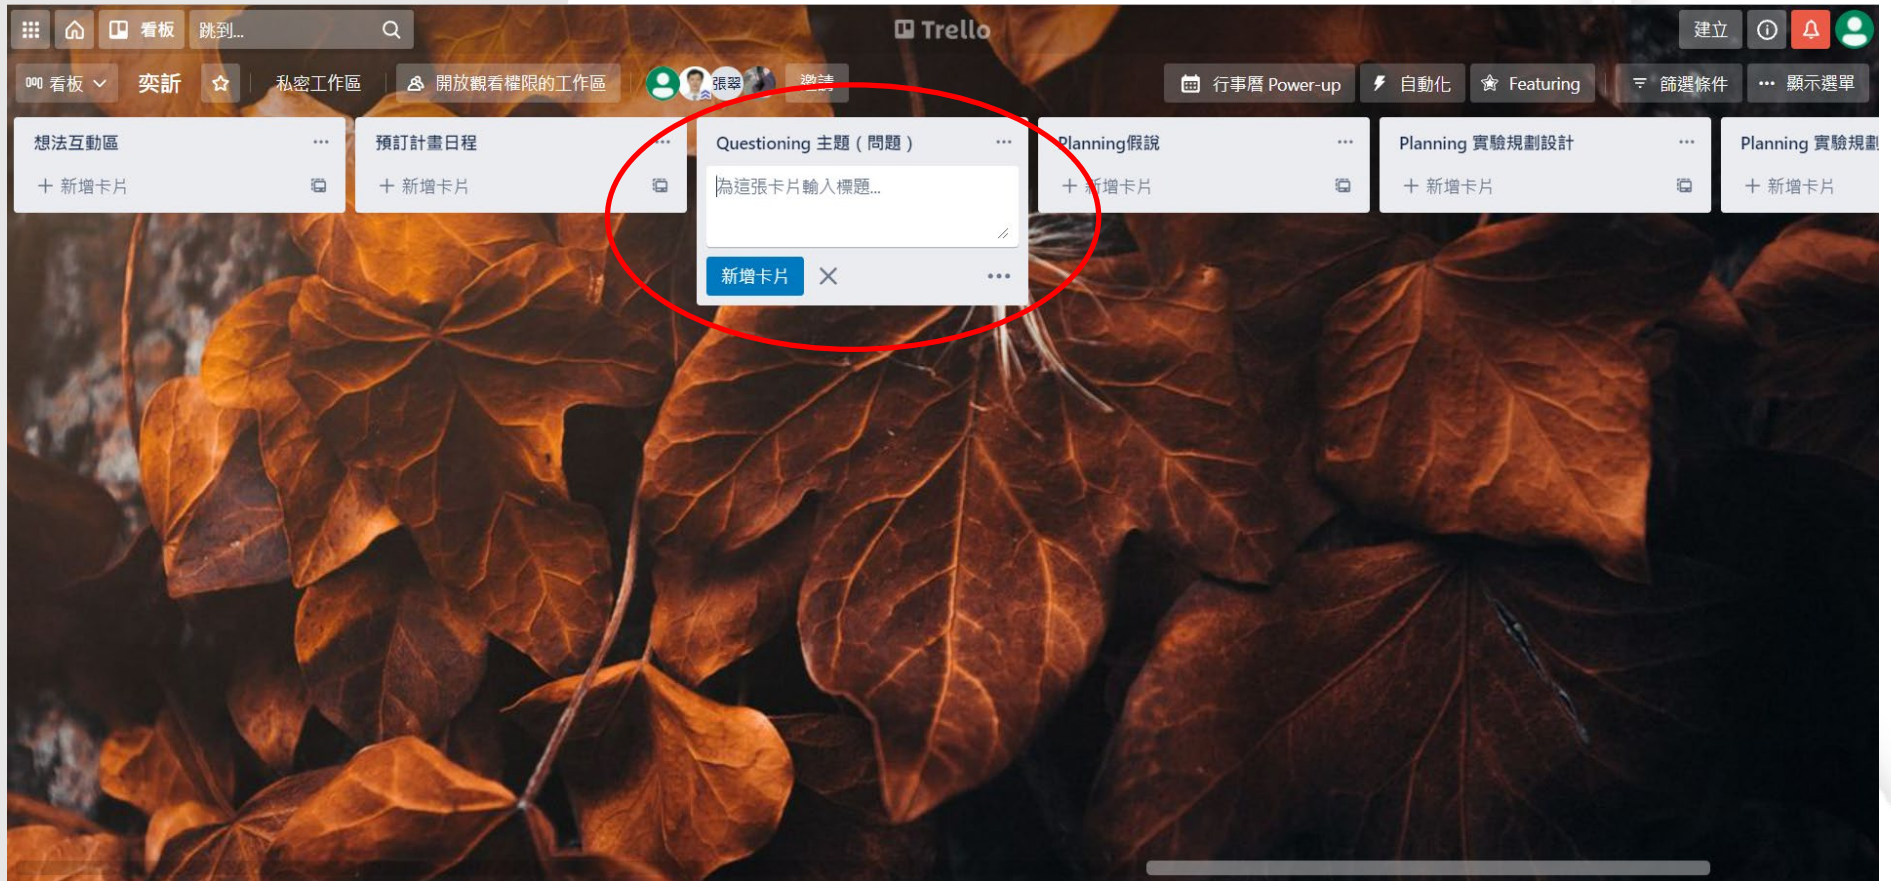 看板 跳到... Trello 建立
看板 奕訢 私密工作區 開放觀看權限的工作區 張翠 邀請 行事曆 Power-up 自動化 Featuring 篩選條件 顯示選單
想法互動區 預訂計畫日程 Questioning 主題(問題) Planning假說 Planning 實驗規劃設計 Planning 實驗規劃
+ 新增卡片 + 新增卡片 為這張卡片輸入標題... + 新增卡片 + 新增卡片 + 新增卡片
新增卡片